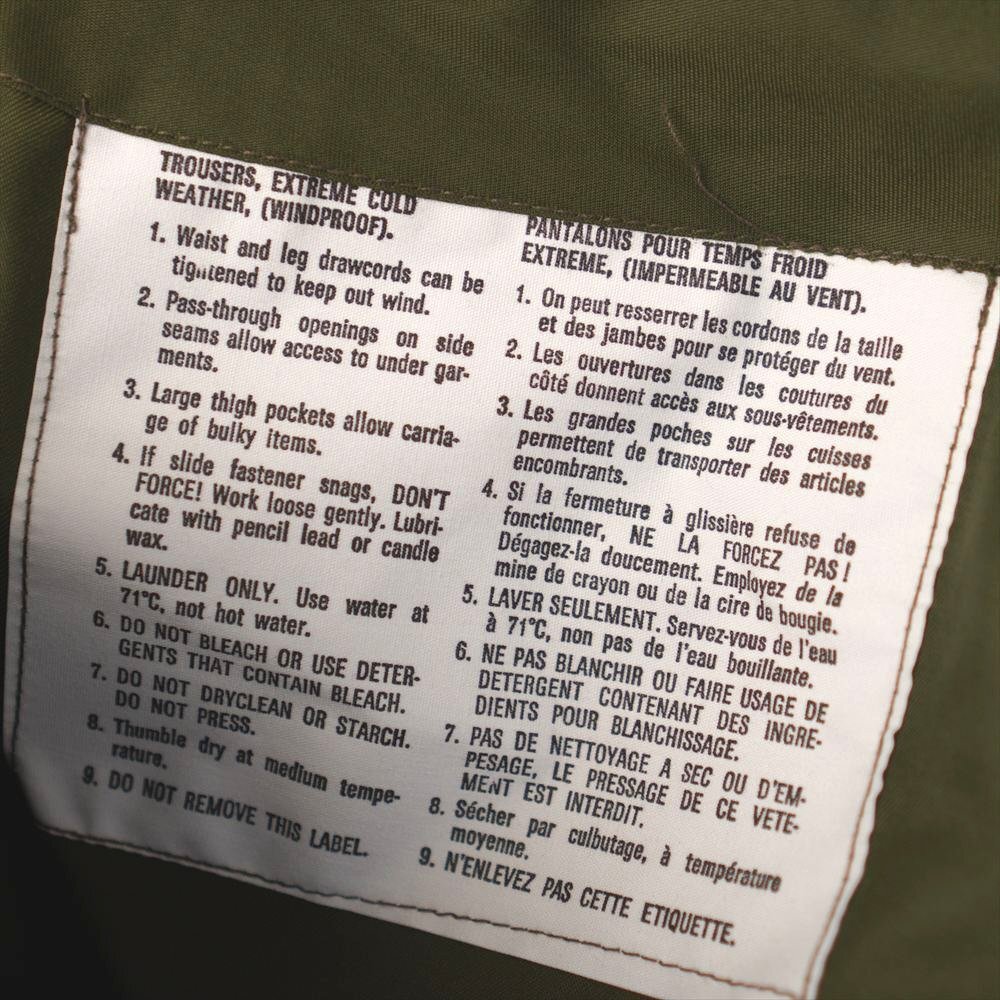 TROUSERS, EXTREME COLD
WEATHER, (WINDPROOF).
1. Waist and leg drawcords can be
tightened to keep out wind.
2. Pass-through openings on side
seams allow access to under gar-
ments.
3. Large thigh pockets allow carria-
ge of bulky items.
4. If slide fastener snags, DON'T
FORCE! Work loose gently. Lubri-
cate with pencil lead or candle
wax.
5. LAUNDER ONLY. Use water at
71°C, not hot water.
6. DO NOT BLEACH OR USE DETER-
GENTS THAT CONTAIN BLEACH.
7. DO NOT DRYCLEAN OR STARCH.
DO NOT PRESS.
8. Thumble dry at medium tempe-
rature.
9. DO NOT REMOVE THIS LABEL.
PANTALONS POUR TEMPS FROID
EXTREME, (IMPERMEABLE AU VENT).
1. On peut resserrer les cordons de la taille
et des jambes pour se protéger du vent.
2. Les ouvertures dans les coutures du
côté donnent accès aux sous-vêtements.
3. Les grandes poches sur les cuisses
permettent de transporter des articles
encombrants.
4. Si la fermeture à glissière refuse de
fonctionner, NE LA FORCEZ PAS!
Dégagez-la doucement. Employez de la
mine de crayon ou de la cire de bougie.
5. LAVER SEULEMENT. Servez-vous de l'eau
à 71°C, non pas de l'eau bouillante.
6. NE PAS BLANCHIR OU FAIRE USAGE DE
DETERGENT CONTENANT DES INGRE-
DIENTS POUR BLANCHISSAGE.
7. PAS DE NETTOYAGE A SEC OU D'EM-
PESAGE, LE PRESSAGE DE CE VETE-
MENT EST INTERDIT.
8. Sécher par culbutage, à température
moyenne.
9. N'ENLEVEZ PAS CETTE ETIQUETTE.